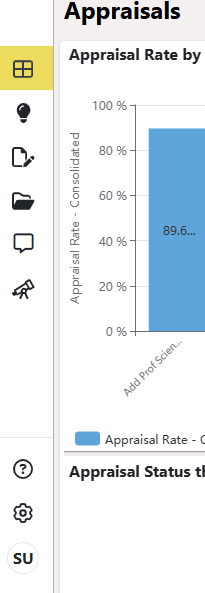 Appraisals
Appraisal Rate by
100 %
80 %
60 %
40 %
20 %
0 %
Appraisal Rate - Consolidated
89.6...
Add Prof Scien...
Appraisal Rate - C
Appraisal Status th
SU